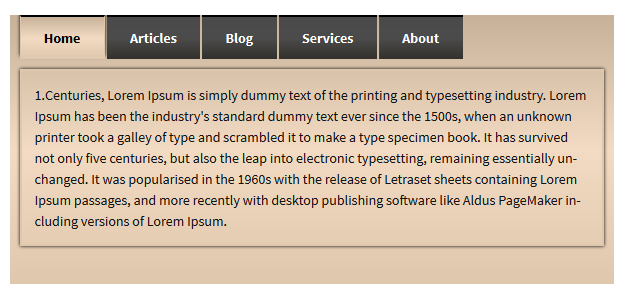 Home Articles Blog Services About
1.Centuries, Lorem Ipsum is simply dummy text of the printing and typesetting industry. Lorem
Ipsum has been the industry's standard dummy text ever since the 1500s, when an unknown
printer took a galley of type and scrambled it to make a type specimen book. It has survived
not only five centuries, but also the leap into electronic typesetting, remaining essentially un-
changed. It was popularised in the 1960s with the release of Letraset sheets containing Lorem
Ipsum passages, and more recently with desktop publishing software like Aldus PageMaker in-
cluding versions of Lorem Ipsum.